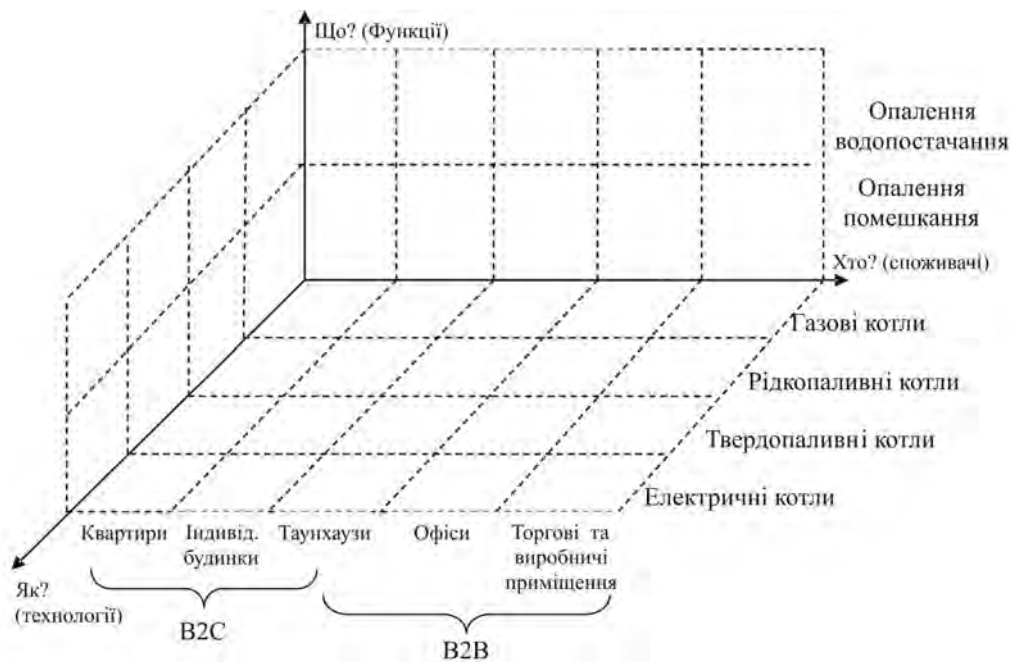 Що? (Функції)
Опалення
водопостачання
Опалення
помешкання
Хто? (споживачі)
Газові котли
Рідкопаливні котли
Твердопаливні котли
Електричні котли
Квартири
Індивід.
будинки
Таунхаузи
Офіси
Торгові та
виробничі
приміщення
Як?
(технології)
B2C
B2B